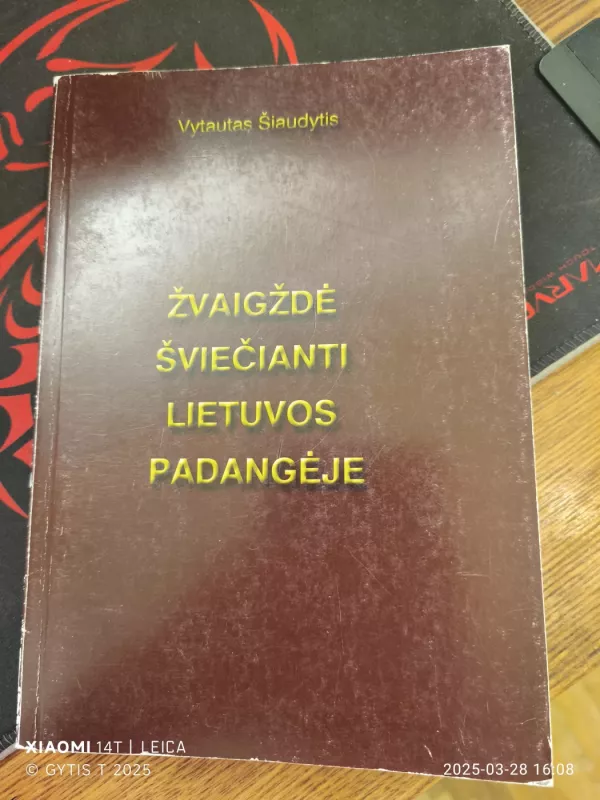 Vytautas Šiaudytis
ŽVAIGŽDĖ
ŠVIEČIANTI
LIETUVOS
PADANGĖJE
XIAOMI 14T | LEICA
© GYTIS T 2025
2025-03-28 16:08